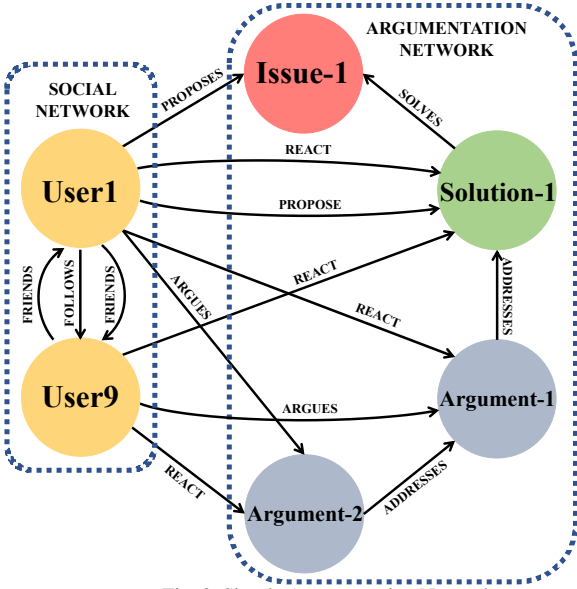 ARGUMENTATION
NETWORK
SOCIAL
NETWORK
Issue-1
PROPOSES
SOLVES
REACT
User1
Solution-1
PROPOSE
FRIENDS
FOLLOWS
FRIENDS
ARGUES
REACT
REACT
ADDRESSES
User9
ARGUES
Argument-1
REACT
ADDRESSES
Argument-2